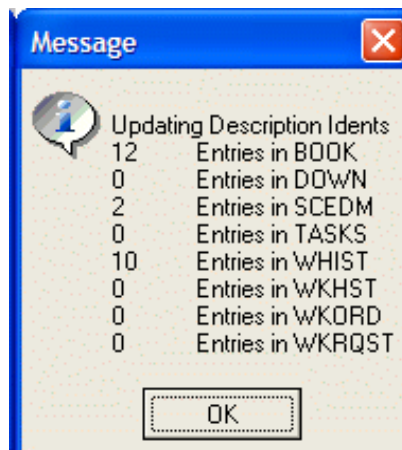 Message
Updating Description Idents
12 Entries in BOOK
0 Entries in DOWN
2 Entries in SCEDM
0 Entries in TASKS
10 Entries in WHIST
0 Entries in WKHST
0 Entries in WKORD
0 Entries in WKRQST
OK